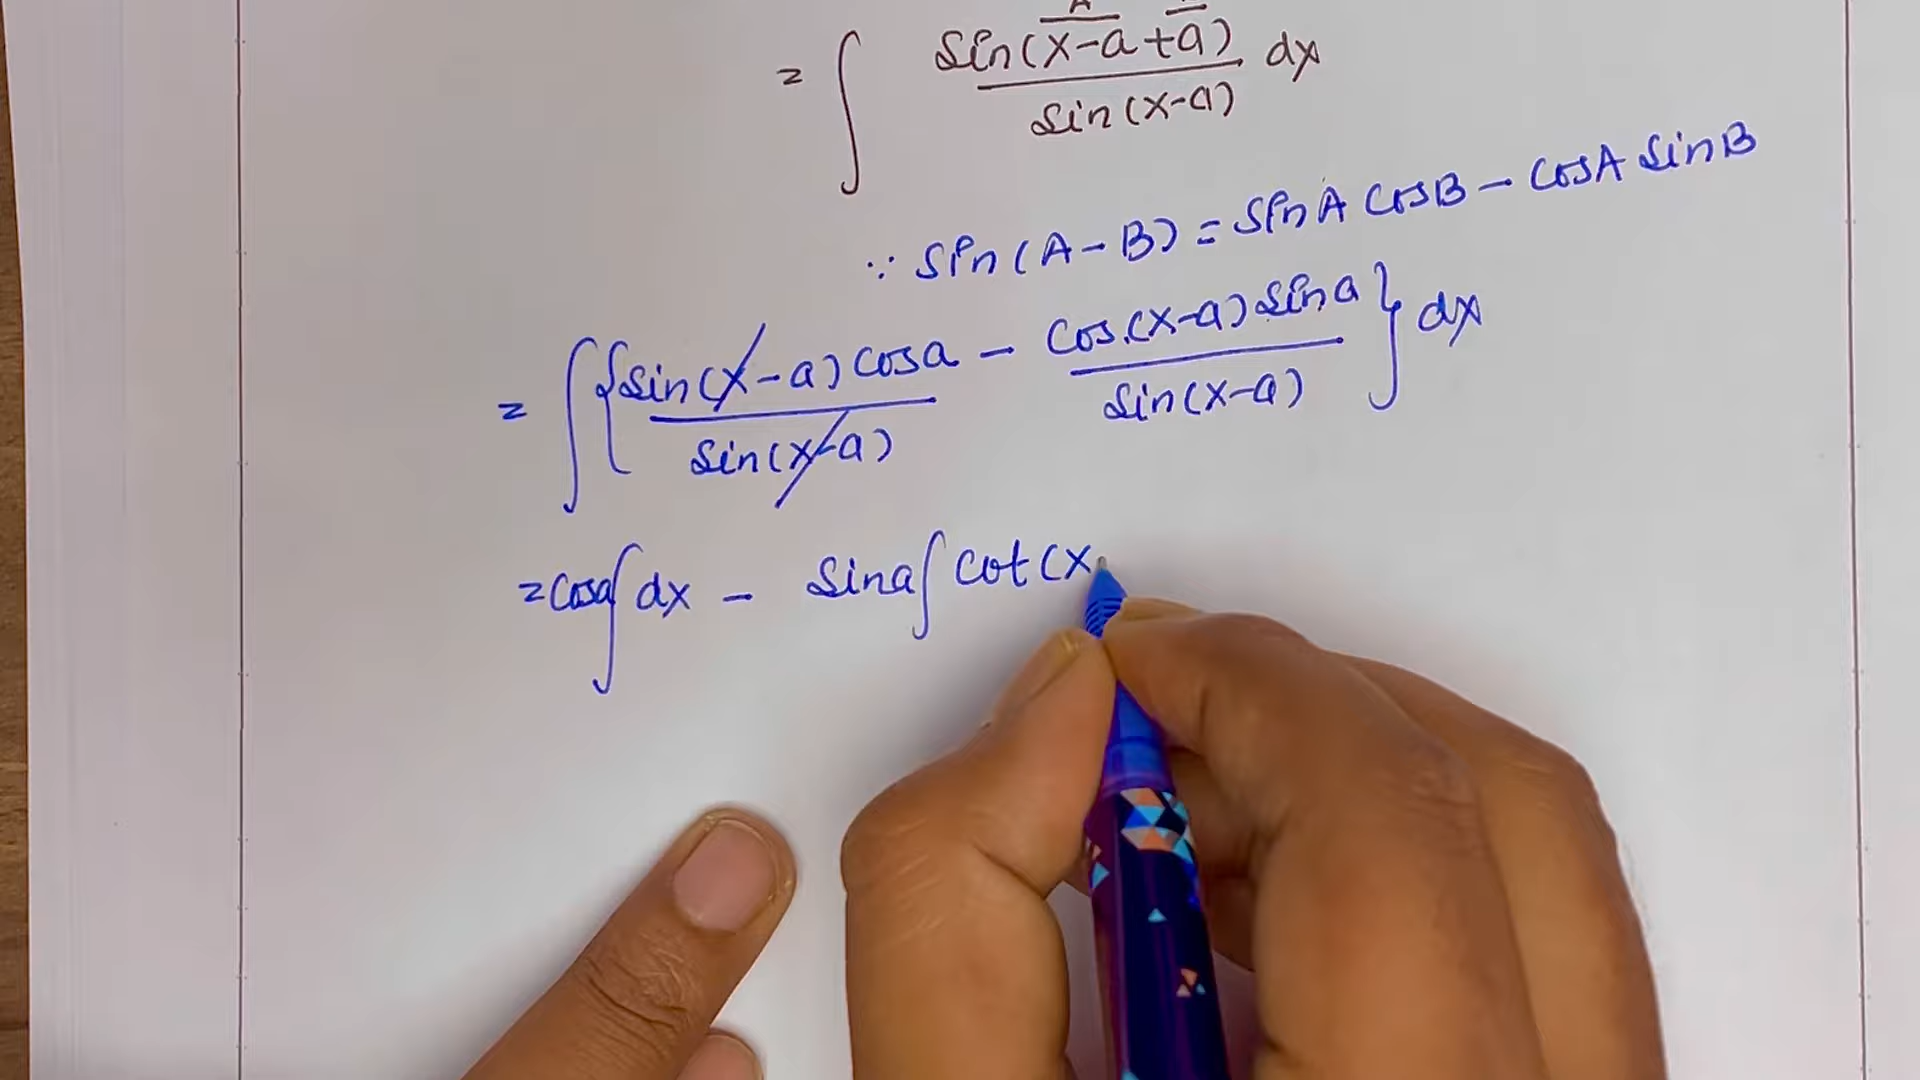 = ∫ sin(x-a+a) / sin(x-a) dx
∵ sin(A-B) = sinA cosB - cosA sinB
= ∫ { sin(x-a) cosa / sin(x-a) - cos(x-a) sina / sin(x-a) } dx
= cosa ∫ dx - sina ∫ cot(x